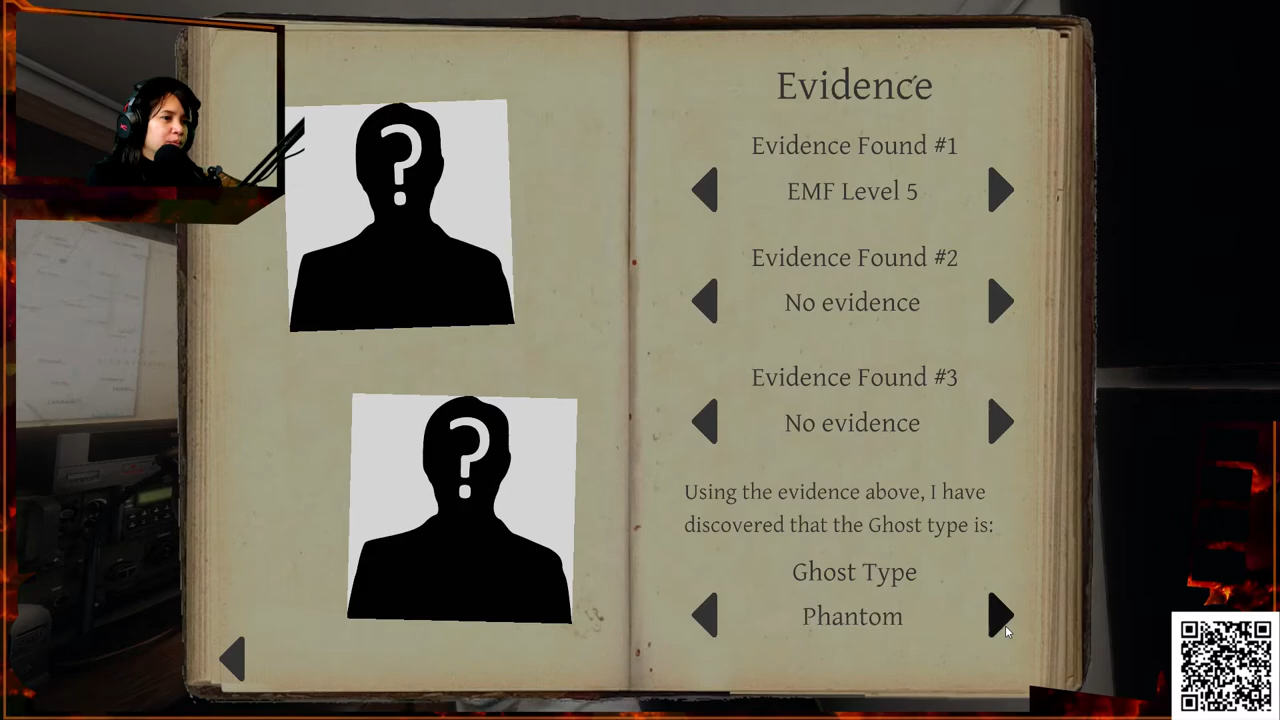 ?
?
Evidence
Evidence Found #1
EMF Level 5
Evidence Found #2
No evidence
Evidence Found #3
No evidence
Using the evidence above, I have
discovered that the Ghost type is:
Ghost Type
Phantom